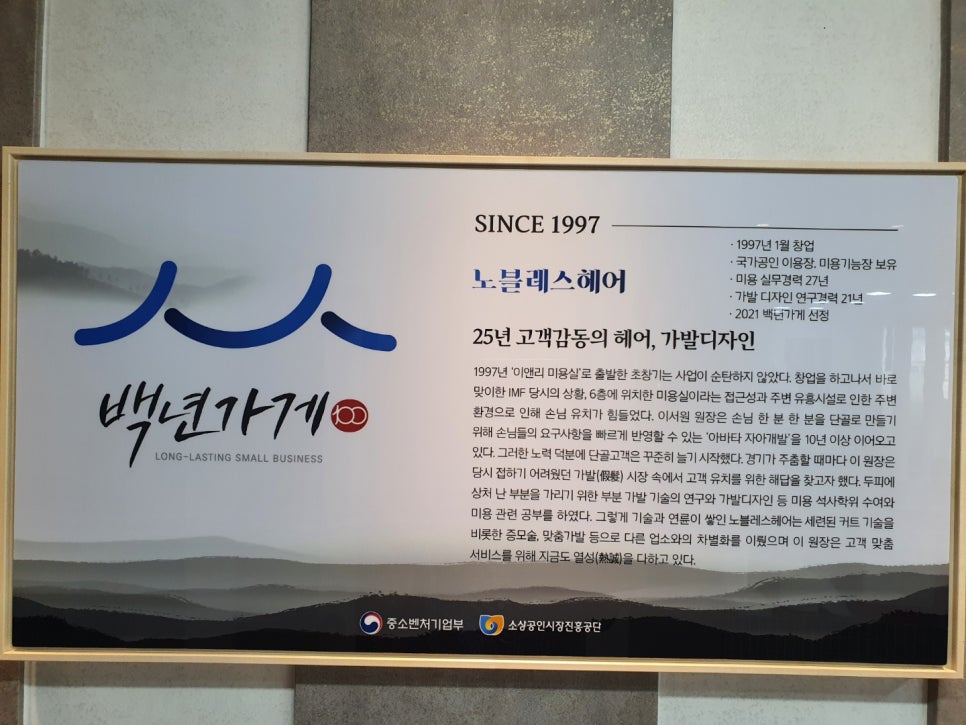 SINCE 1997
· 1997년 1월 창업
· 국가공인 이용장, 미용기능장 보유
· 미용 실무경력 27년
· 가발 디자인 연구경력 21년
· 2021 백년가게 선정
노블레스헤어
25년 고객감동의 헤어, 가발디자인
1997년 '이앤리 미용실'로 출발한 초창기는 사업이 순탄하지 않았다. 창업을 하고나서 바로
맞이한 IMF 당시의 상황, 6층에 위치한 미용실이라는 접근성과 주변 유흥시설로 인한 주변
환경으로 인해 손님 유치가 힘들었다. 이서원 원장은 손님 한 분 한 분을 단골로 만들기
위해 손님들의 요구사항을 빠르게 반영할 수 있는 '아바타 자아개발'을 10년 이상 이어오고
있다. 그러한 노력 덕분에 단골고객은 꾸준히 늘기 시작했다. 경기가 주춤할 때마다 이 원장은
당시 접하기 어려웠던 가발(假髮) 시장 속에서 고객 유치를 위한 해답을 찾고자 했다. 두피에
상처 난 부분을 가리기 위한 부분 가발 기술의 연구와 가발디자인 등 미용 석사학위 수여와
미용 관련 공부를 하였다. 그렇게 기술과 연륜이 쌓인 노블레스헤어는 세련된 커트 기술을
비롯한 증모술, 맞춤가발 등으로 다른 업소와의 차별화를 이뤘으며 이 원장은 고객 맞춤
서비스를 위해 지금도 열성(熱誠)을 다하고 있다.
백년가게 100
LONG-LASTING SMALL BUSINESS
중소벤처기업부 소상공인시장진흥공단